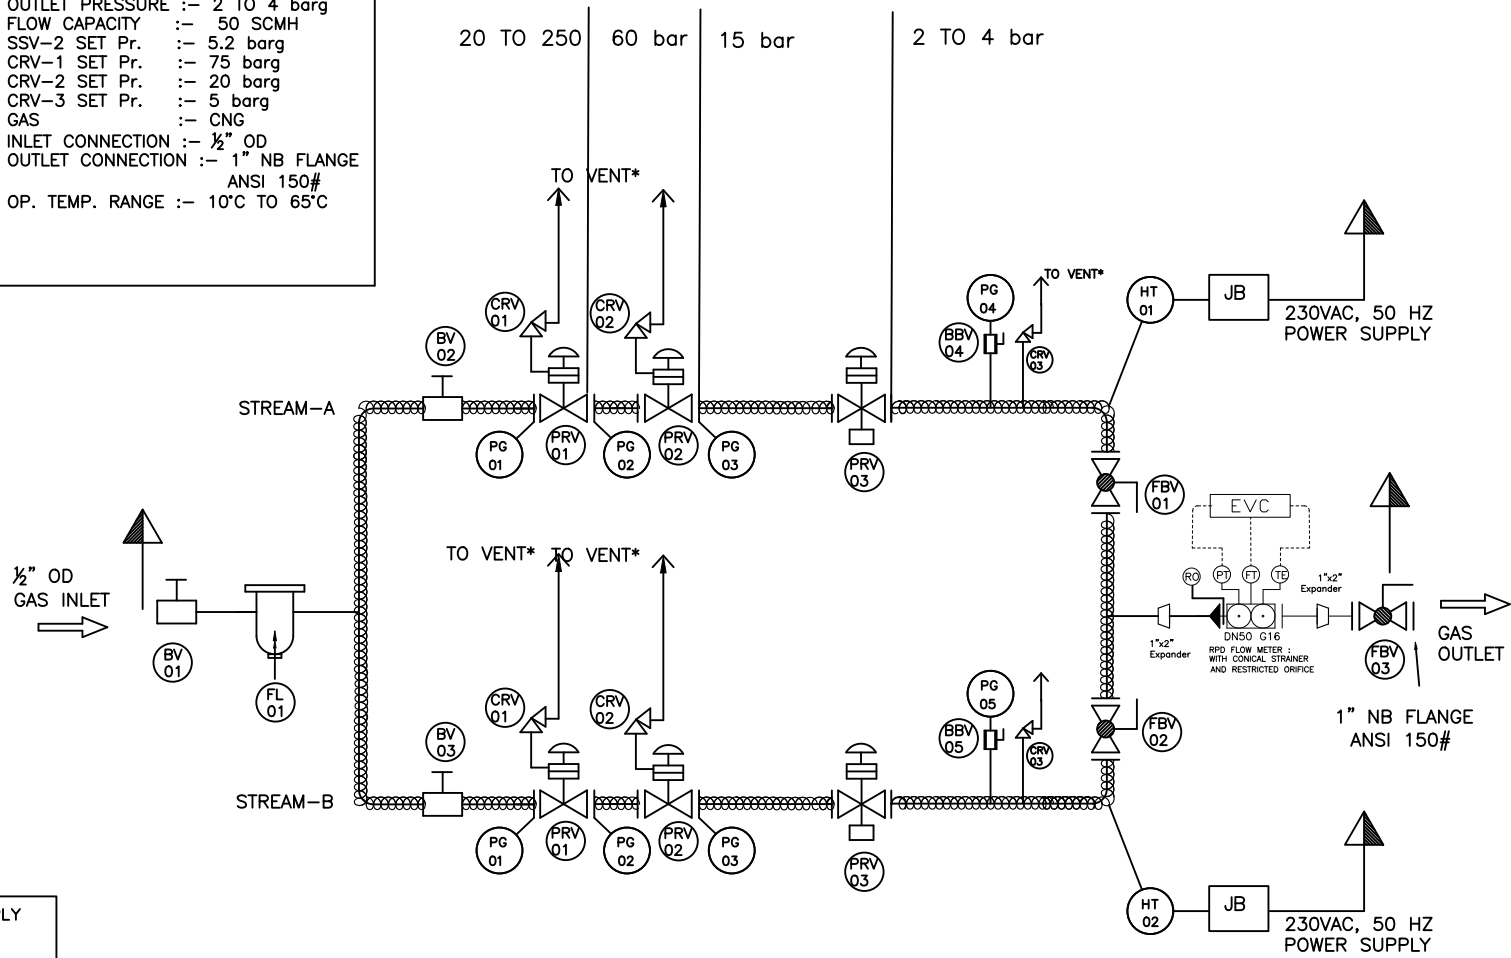 OUTLET PRESSURE :- 2 TO 4 barg
FLOW CAPACITY :- 50 SCMH
SSV-2 SET Pr. :- 5.2 barg
CRV-1 SET Pr. :- 75 barg
CRV-2 SET Pr. :- 20 barg
CRV-3 SET Pr. :- 5 barg
GAS :- CNG
INLET CONNECTION :- ½" OD
OUTLET CONNECTION :- 1" NB FLANGE
ANSI 150#
OP. TEMP. RANGE :- 10°C TO 65°C
20 TO 250
60 bar
15 bar
2 TO 4 bar
TO VENT*
TO VENT*
CRV
01
CRV
02
BV
02
PG
04
BBV
04
CRV
03
HT
01
JB
230VAC, 50 HZ
POWER SUPPLY
STREAM-A
PG
01
PRV
01
PG
02
PRV
02
PG
03
PRV
03
FBV
01
EVC
RO
PT
FT
TE
1"x2"
Expander
½" OD
GAS INLET
BV
01
FL
01
TO VENT*
TO VENT*
1"x2"
Expander
DN50 G16
RPD FLOW METER :
WITH CONICAL STRAINER
AND RESTRICTED ORIFICE
FBV
03
GAS
OUTLET
1" NB FLANGE
ANSI 150#
CRV
01
CRV
02
BV
03
PG
05
BBV
05
CRV
03
FBV
02
STREAM-B
PG
01
PRV
01
PG
02
PRV
02
PG
03
PRV
03
HT
02
JB
230VAC, 50 HZ
POWER SUPPLY
PLY